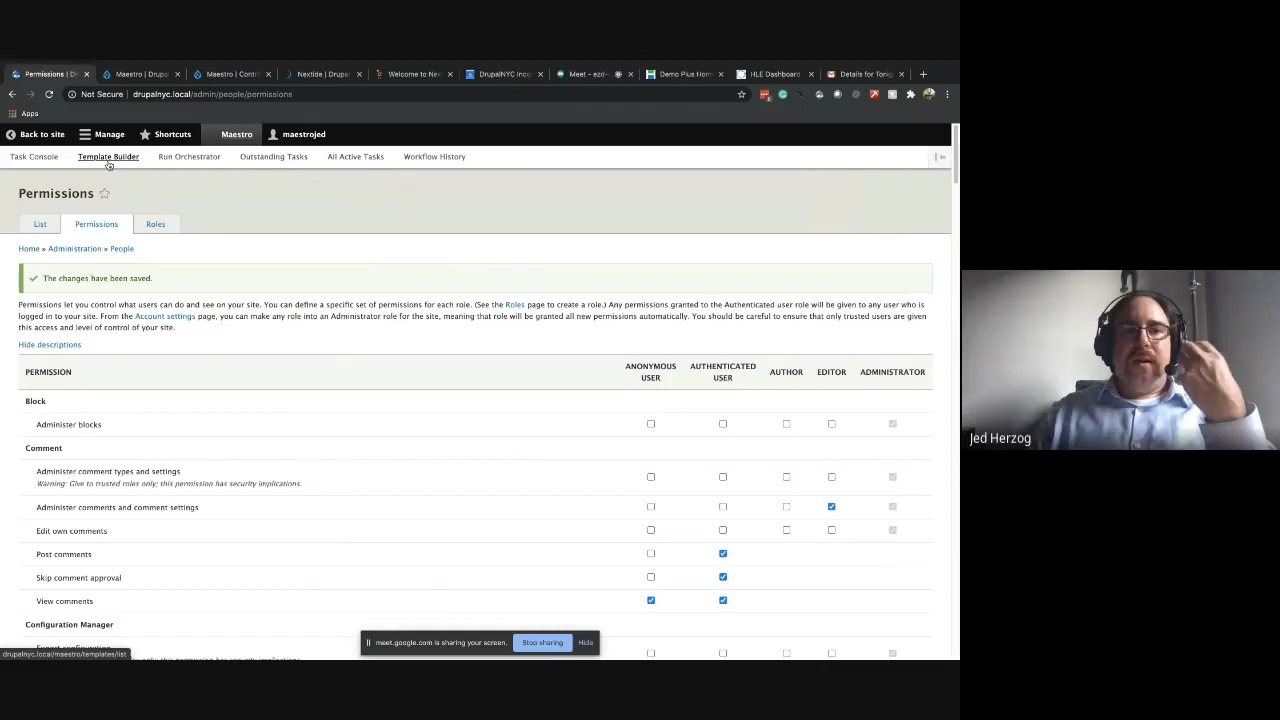 Permissions | D
Maestro | Drupa
Maestro | Contr
Nextide | Drupal
Welcome to Nex
DrupalNYC Inco
Meet - ezd-
Demo Plus Hom
HLE Dashboard
Details for Tonig
Not Secure | drupalnyc.local/admin/people/permissions
Apps
Back to site Manage Shortcuts Maestro maestrojed
Task Console Template Builder Run Orchestrator Outstanding Tasks All Active Tasks Workflow History
Permissions
List Permissions Roles
Home » Administration » People
The changes have been saved.
Permissions let you control what users can do and see on your site. You can define a specific set of permissions for each role. (See the Roles page to create a role.) Any permissions granted to the Authenticated user role will be given to any user who is
logged in to your site. From the Account settings page, you can make any role into an Administrator role for the site, meaning that role will be granted all new permissions automatically. You should be careful to ensure that only trusted users are given
this access and level of control of your site.
Hide descriptions
PERMISSION ANONYMOUS USER AUTHENTICATED USER AUTHOR EDITOR ADMINISTRATOR
Block
Administer blocks
Comment
Administer comment types and settings
Warning: Give to trusted roles only; this permission has security implications.
Administer comments and comment settings
Edit own comments
Post comments
Skip comment approval
View comments
Configuration Manager
meet.google.com is sharing your screen. Stop sharing Hide
drupalnyc.local/maestro/templates/list
Jed Herzog